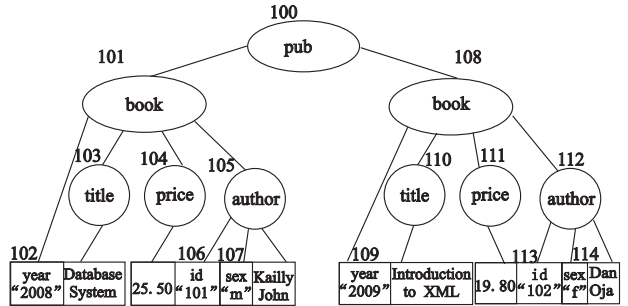 100
pub
101
108
book
book
103
104
105
110
111
112
title
price
author
title
price
author
102
106
107
109
113
114
year
"2008"
Database
System
25.50
id
"101"
sex
"m"
Kailly
John
year
"2009"
Introduction
to XML
19.80
id
"102"
sex
"f"
Dan
Oja